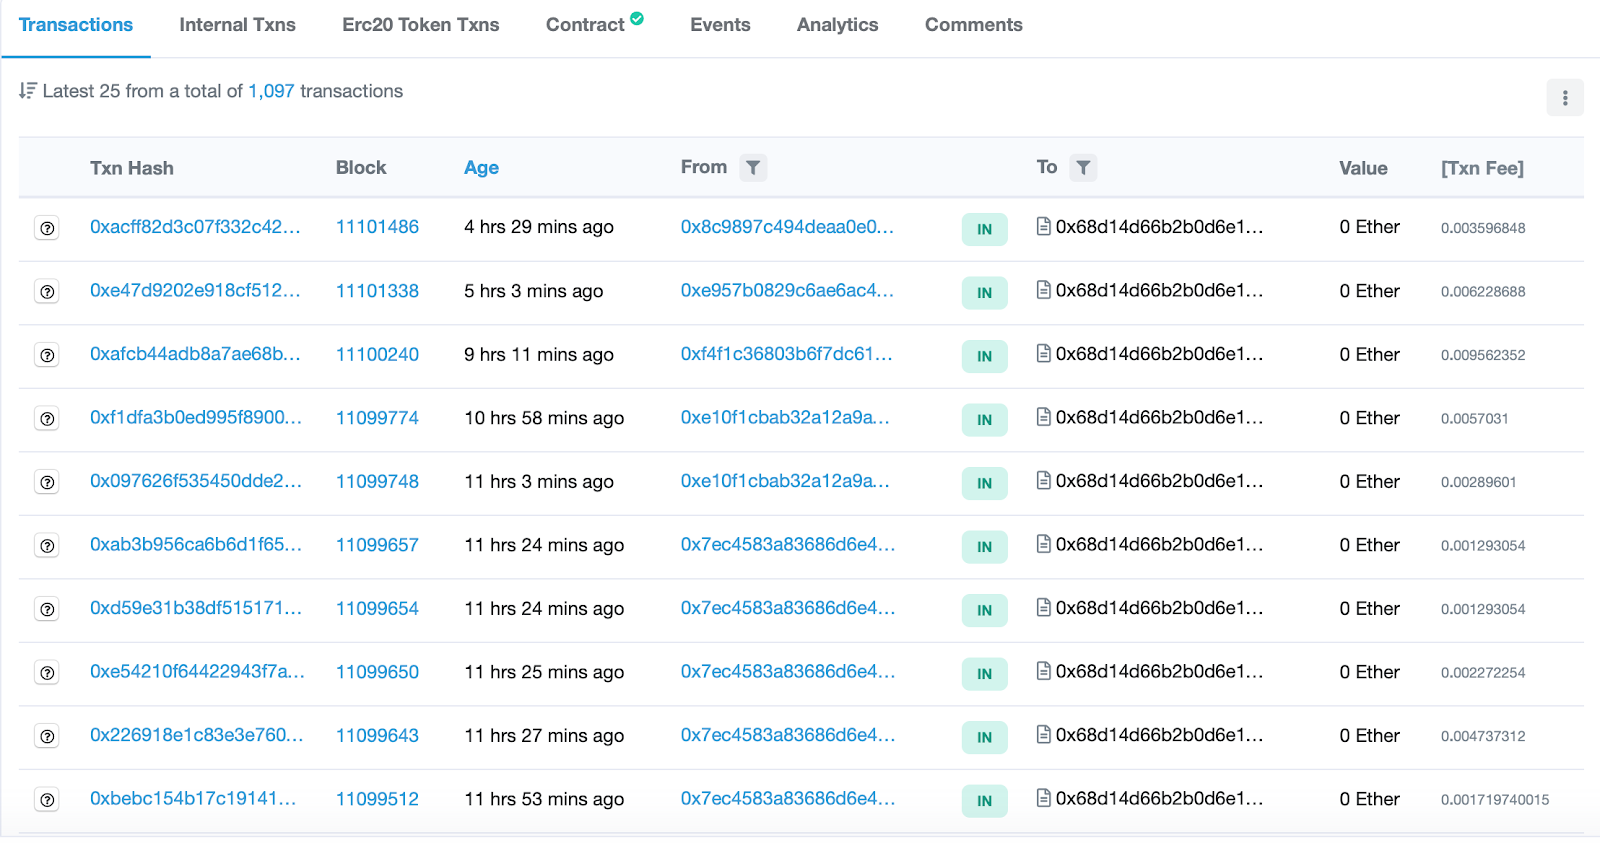 Transactions Internal Txns Erc20 Token Txns Contract Events Analytics Comments
Latest 25 from a total of 1,097 transactions
Txn Hash Block Age From To Value [Txn Fee]
0xacff82d3c07f332c42... 11101486 4 hrs 29 mins ago 0x8c9897c494deaa0e0... IN 0x68d14d66b2b0d6e1... 0 Ether 0.003596848
0xe47d9202e918cf512... 11101338 5 hrs 3 mins ago 0xe957b0829c6ae6ac4... IN 0x68d14d66b2b0d6e1... 0 Ether 0.006228688
0xafcb44adb8a7ae68b... 11100240 9 hrs 11 mins ago 0xf4f1c36803b6f7dc61... IN 0x68d14d66b2b0d6e1... 0 Ether 0.009562352
0xf1dfa3b0ed995f8900... 11099774 10 hrs 58 mins ago 0xe10f1cbab32a12a9a... IN 0x68d14d66b2b0d6e1... 0 Ether 0.0057031
0x097626f535450dde2... 11099748 11 hrs 3 mins ago 0xe10f1cbab32a12a9a... IN 0x68d14d66b2b0d6e1... 0 Ether 0.00289601
0xab3b956ca6b6d1f65... 11099657 11 hrs 24 mins ago 0x7ec4583a83686d6e4... IN 0x68d14d66b2b0d6e1... 0 Ether 0.001293054
0xd59e31b38df515171... 11099654 11 hrs 24 mins ago 0x7ec4583a83686d6e4... IN 0x68d14d66b2b0d6e1... 0 Ether 0.001293054
0xe54210f64422943f7a... 11099650 11 hrs 25 mins ago 0x7ec4583a83686d6e4... IN 0x68d14d66b2b0d6e1... 0 Ether 0.002272254
0x226918e1c83e3e760... 11099643 11 hrs 27 mins ago 0x7ec4583a83686d6e4... IN 0x68d14d66b2b0d6e1... 0 Ether 0.004737312
0xbebc154b17c19141... 11099512 11 hrs 53 mins ago 0x7ec4583a83686d6e4... IN 0x68d14d66b2b0d6e1... 0 Ether 0.001719740015